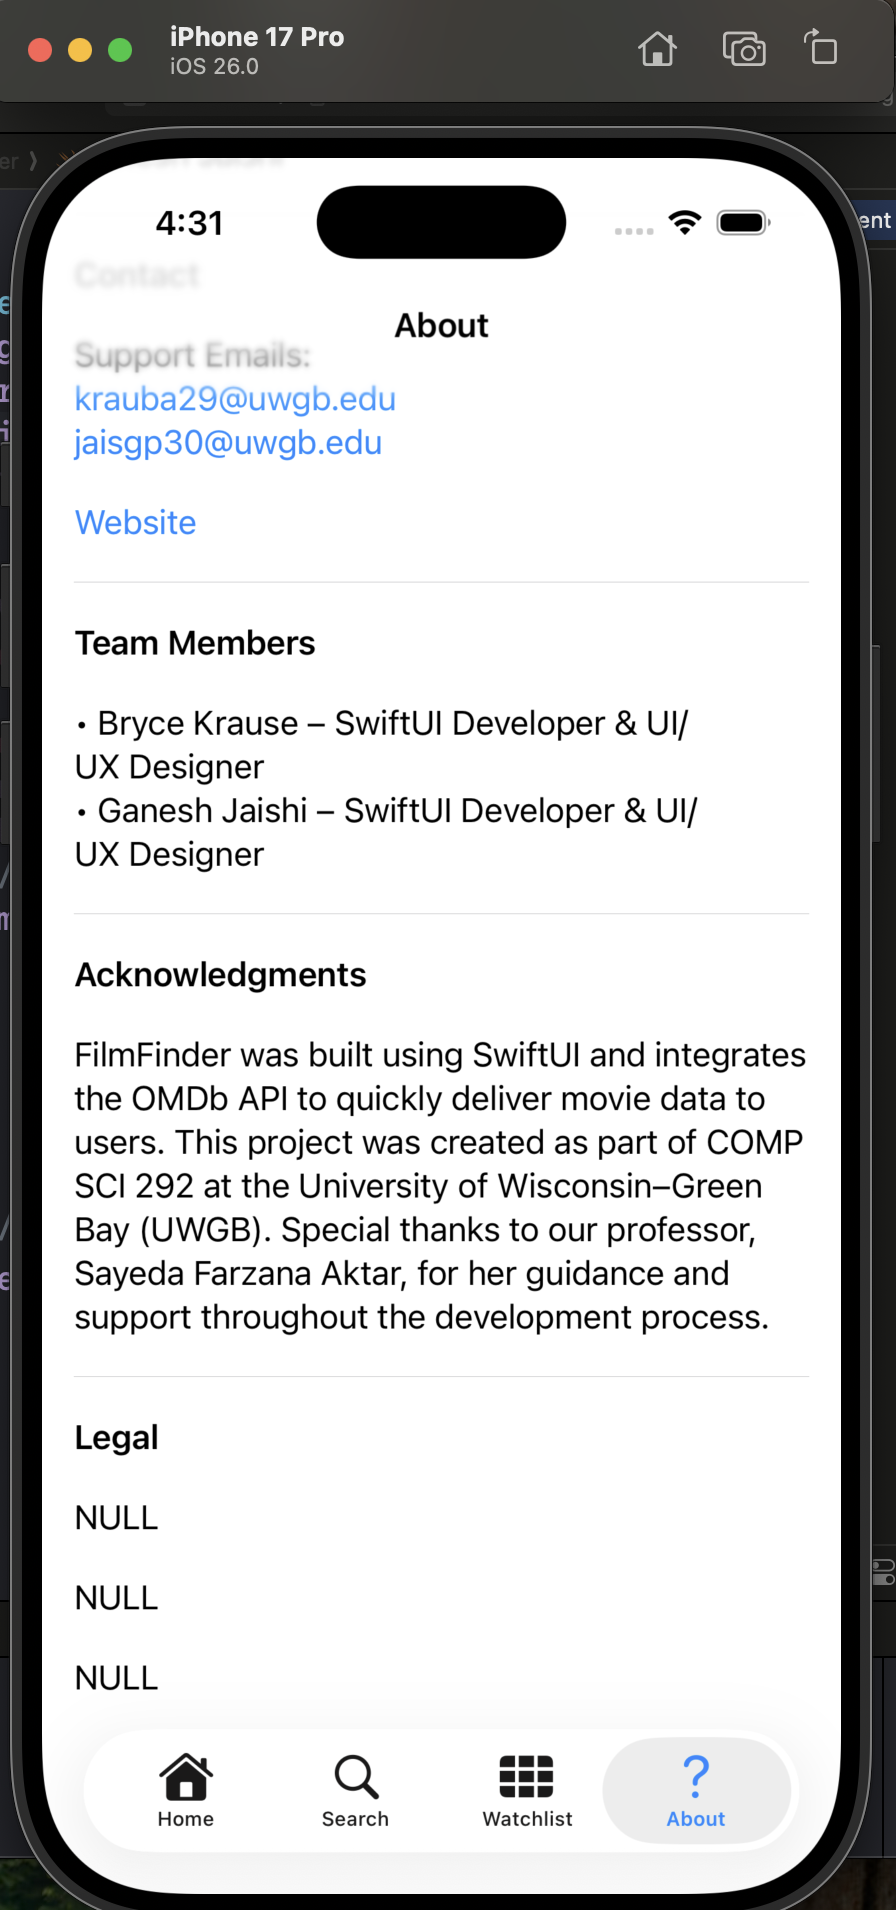 iPhone 17 Pro
iOS 26.0
er
4:31
ent
Contact
About
Support Emails:
krauba29@uwgb.edu
jaisgp30@uwgb.edu
Website
Team Members
• Bryce Krause – SwiftUI Developer & UI/
UX Designer
• Ganesh Jaishi – SwiftUI Developer & UI/
UX Designer
Acknowledgments
FilmFinder was built using SwiftUI and integrates
the OMDb API to quickly deliver movie data to
users. This project was created as part of COMP
SCI 292 at the University of Wisconsin–Green
Bay (UWGB). Special thanks to our professor,
Sayeda Farzana Aktar, for her guidance and
support throughout the development process.
Legal
NULL
NULL
NULL
Home
Search
Watchlist
About